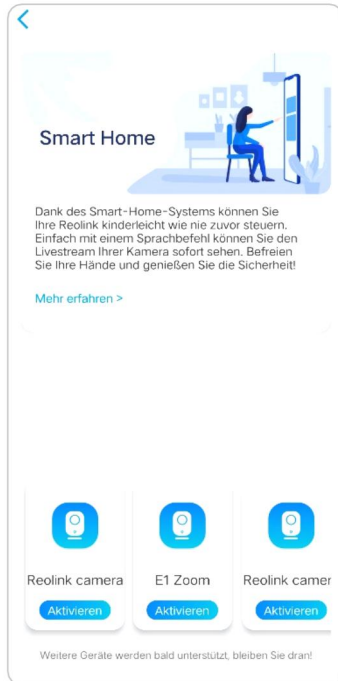 Smart Home
Dank des Smart-Home-Systems können Sie
Ihre Reolink kinderleicht wie nie zuvor steuern.
Einfach mit einem Sprachbefehl können Sie den
Livestream Ihrer Kamera sofort sehen. Befreien
Sie Ihre Hände und genießen Sie die Sicherheit!
Mehr erfahren >
Reolink camera E1 Zoom Reolink camer
Aktivieren Aktivieren Aktivieren
Weitere Geräte werden bald unterstützt, bleiben Sie dran!